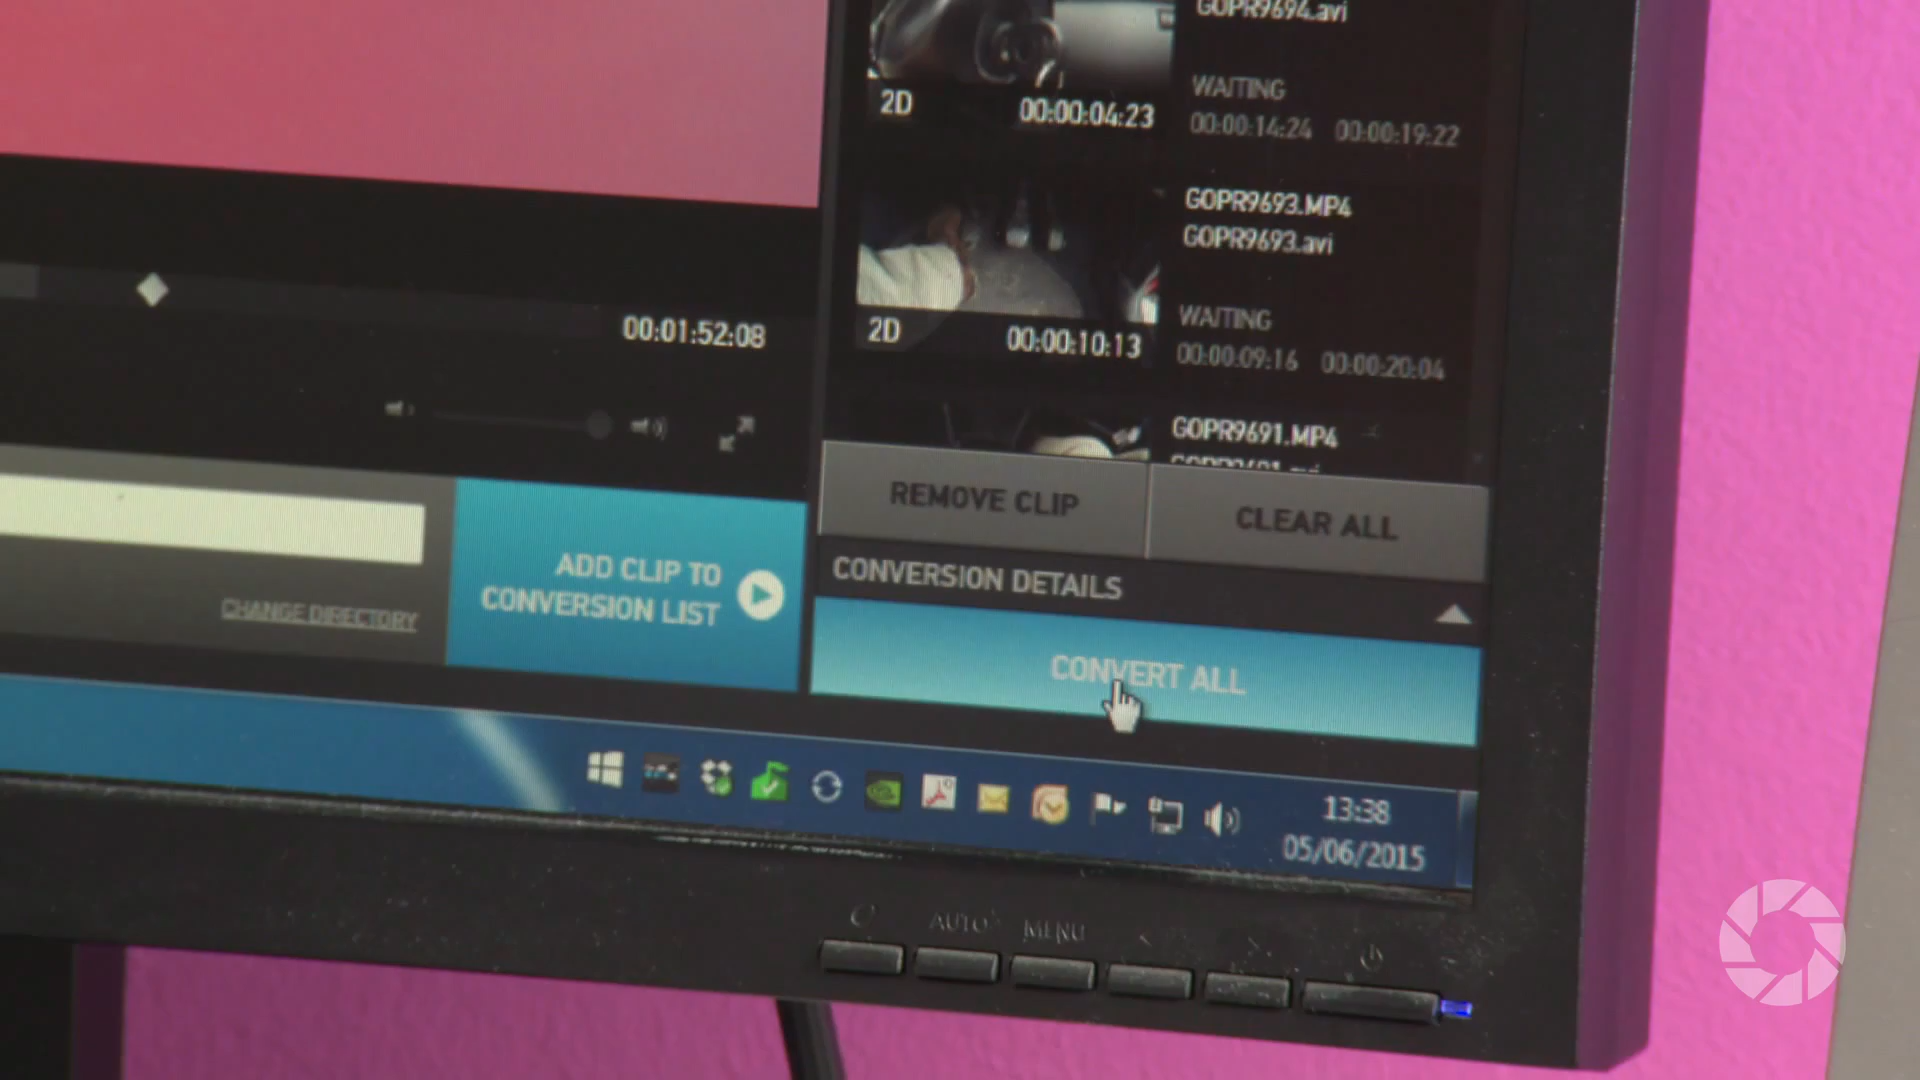 GOPR9694.avi
2D
00:00:04:23
WAITING
00:00:14:24 00:00:19:22
GOPR9693.MP4
GOPR9693.avi
2D
00:00:10:13
WAITING
00:00:09:16 00:00:20:04
GOPR9691.MP4
00:01:52:08
REMOVE CLIP
CLEAR ALL
CONVERSION DETAILS
ADD CLIP TO
CONVERSION LIST
CHANGE DIRECTORY
CONVERT ALL
13:38
05/06/2015
AUTO
MENU